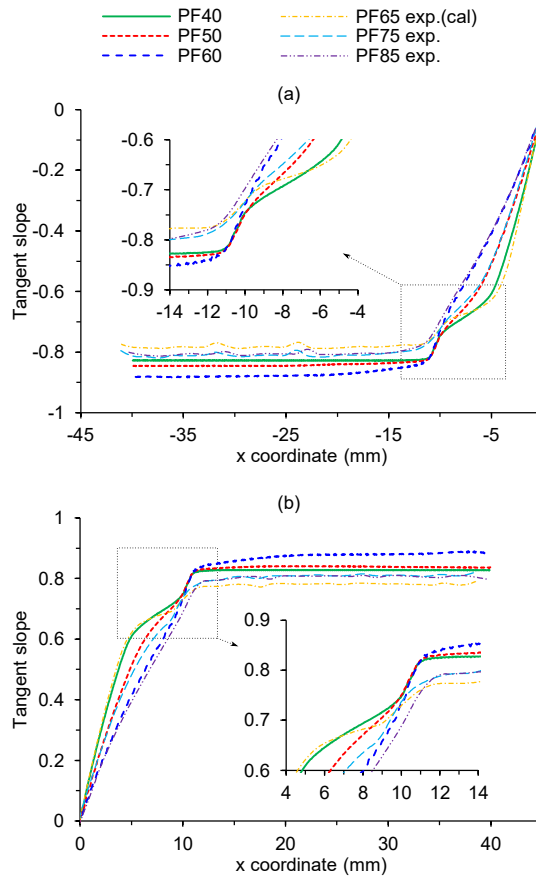 PF40 PF65 exp.(cal)
PF50 PF75 exp.
PF60 PF85 exp.
(a)
0
-0.2
-0.4
-0.6
-0.8
-1
Tangent slope
-45 -35 -25 -15 -5
x coordinate (mm)
-0.6
-0.7
-0.8
-0.9
-14 -12 -10 -8 -6 -4
(b)
1
0.8
0.6
0.4
0.2
0
Tangent slope
0 10 20 30 40
x coordinate (mm)
0.9
0.8
0.7
0.6
4 6 8 10 12 14